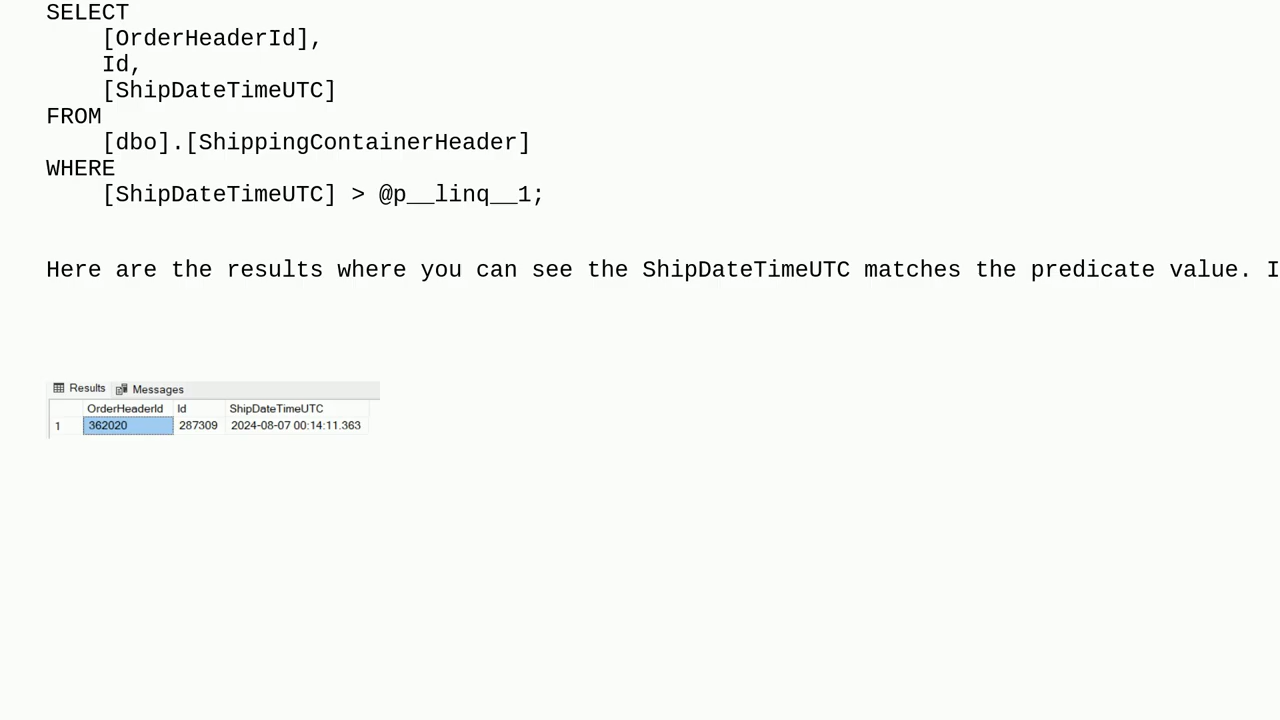 SELECT
[OrderHeaderId],
Id,
[ShipDateTimeUTC]
FROM
[dbo].[ShippingContainerHeader]
WHERE
[ShipDateTimeUTC] > @p__linq__1;
Here are the results where you can see the ShipDateTimeUTC matches the predicate value. I
Results Messages
OrderHeaderId Id ShipDateTimeUTC
1 362020 287309 2024-08-07 00:14:11.363